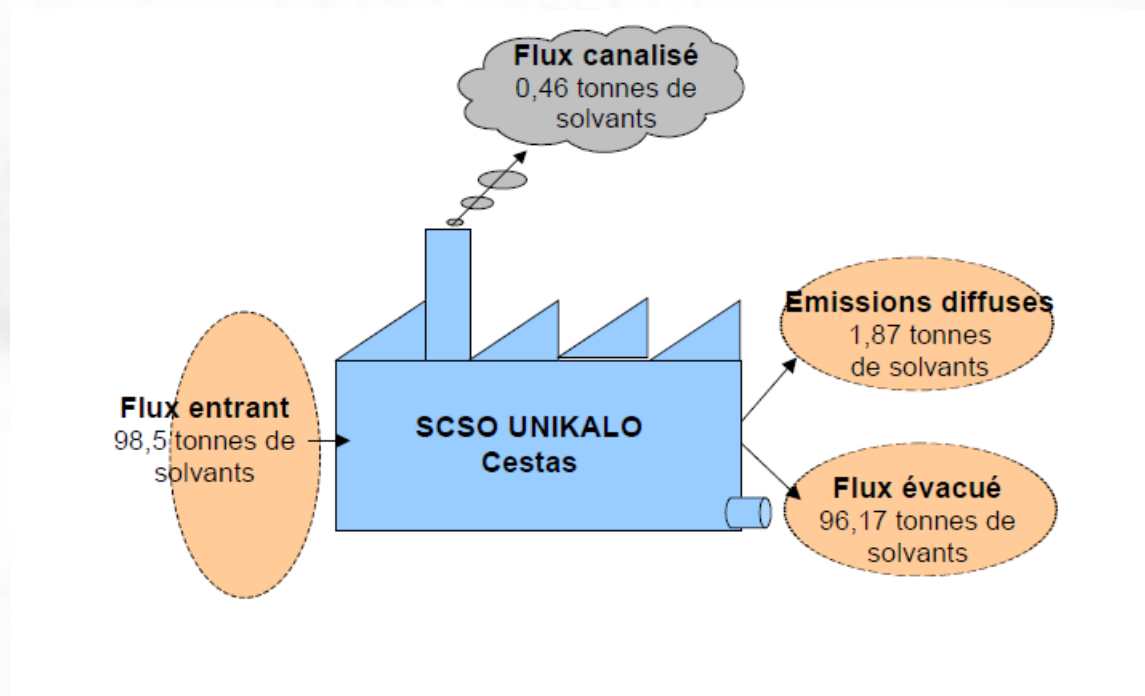 Flux canalisé
0,46 tonnes de
solvants
Emissions diffuses
1,87 tonnes
de solvants
Flux entrant
98,5 tonnes de
solvants
SCSO UNIKALO
Cestas
Flux évacué
96,17 tonnes de
solvants